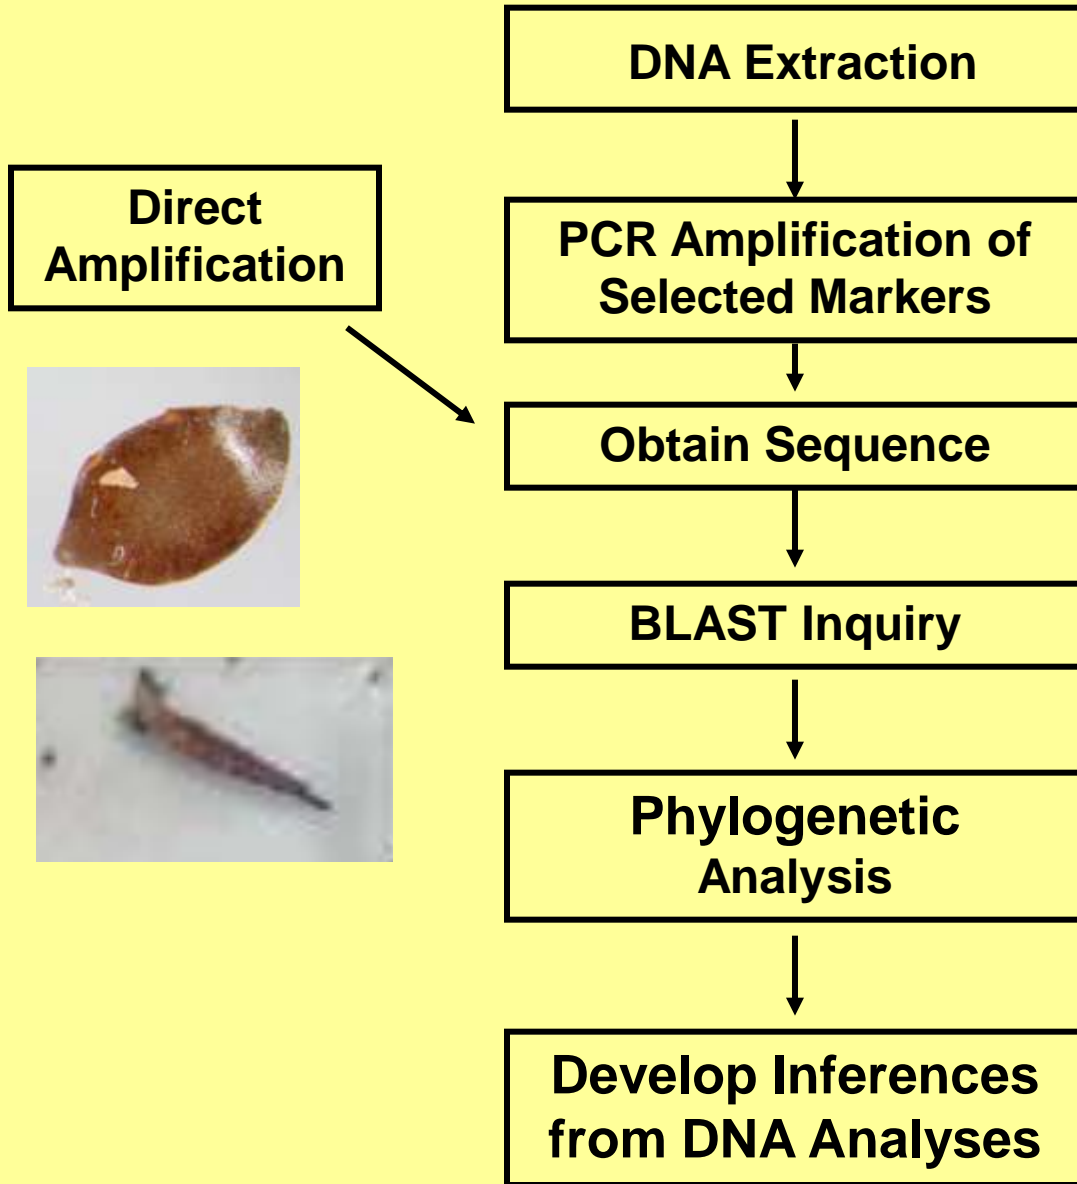 DNA Extraction
Direct
Amplification
PCR Amplification of
Selected Markers
Obtain Sequence
BLAST Inquiry
Phylogenetic
Analysis
Develop Inferences
from DNA Analyses